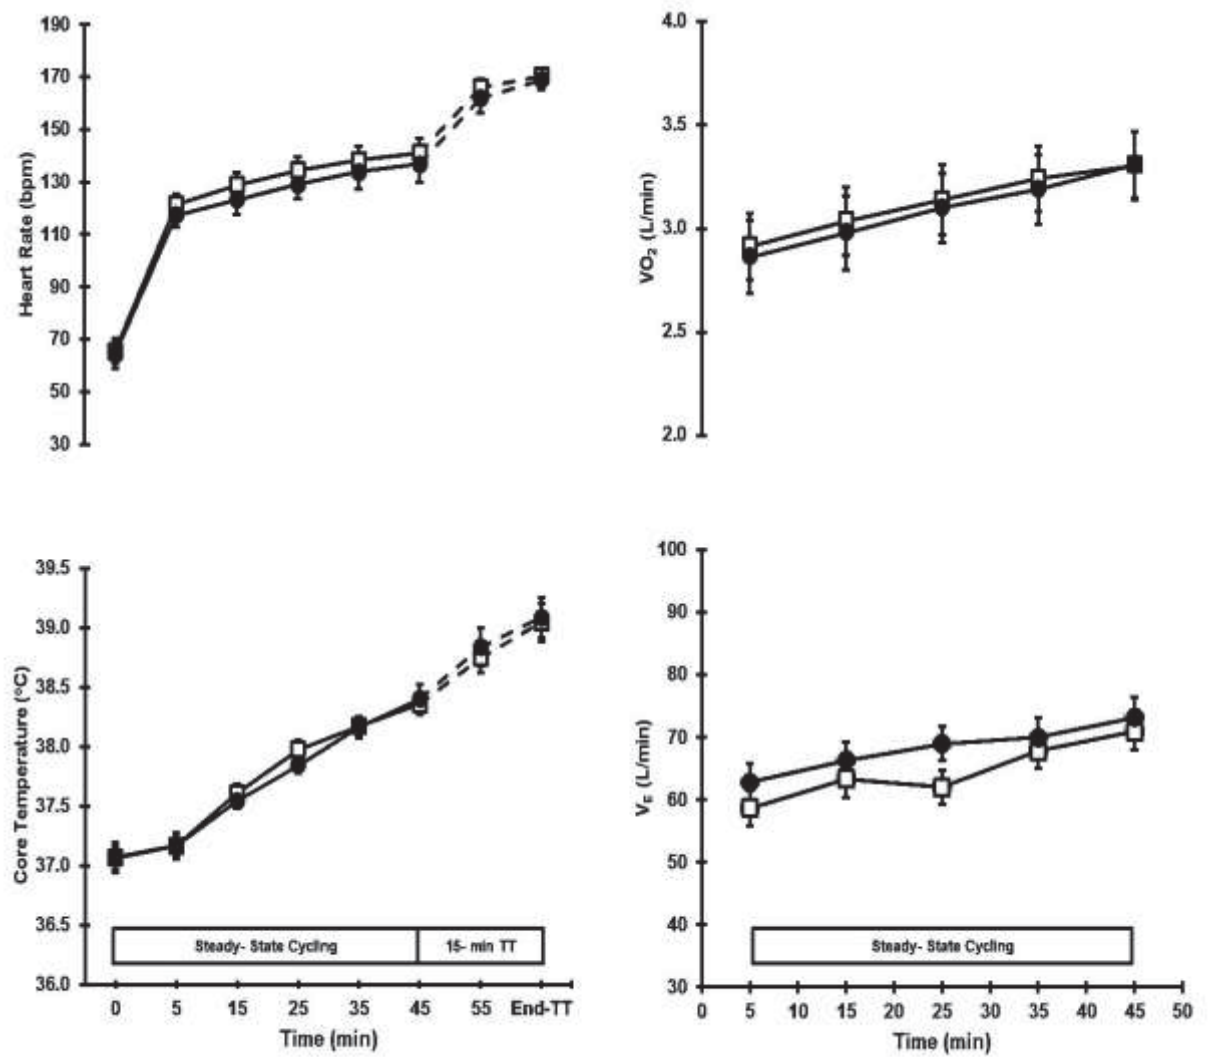 190
170
150
130
110
90
70
50
30
Heart Rate (bpm)
4.0
3.5
3.0
2.5
2.0
VO₂ (L/min)
39.5
39.0
38.5
38.0
37.5
37.0
36.5
36.0
Core Temperature (°C)
Steady- State Cycling
15- min TT
0 5 15 25 35 45 55 End-TT
Time (min)
100
90
80
70
60
50
40
30
V_E (L/min)
Steady- State Cycling
0 5 10 15 20 25 30 35 40 45 50
Time (min)